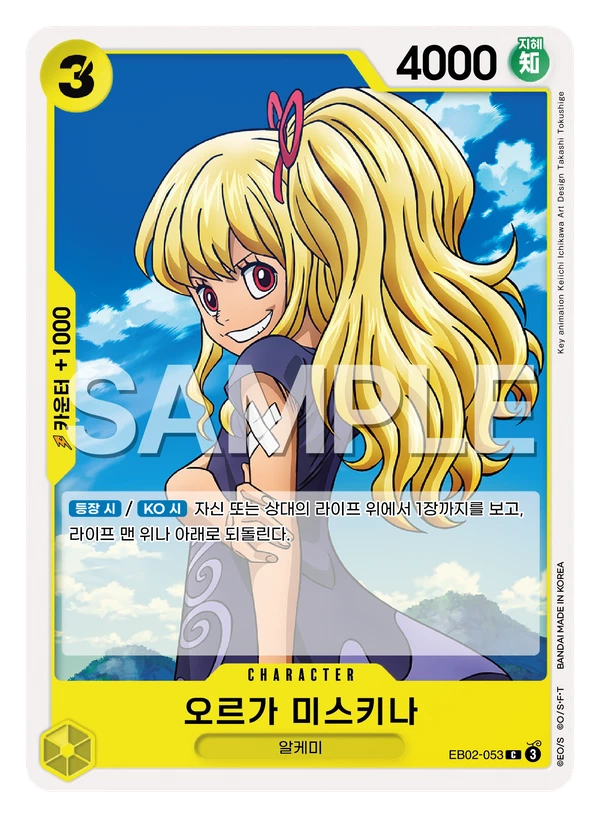 3
4000
지혜
知
Key animation Keiichi Ichikawa Art Design Takashi Tokushige
카운터 +1000
SAMPLE
등장 시 / KO 시 자신 또는 상대의 라이프 위에서 1장까지를 보고,
라이프 맨 위나 아래로 되돌린다.
CHARACTER
오르가 미스키나
알케미
EB02-053 C 3
©EO/S ©O/S·F·T BANDAI MADE IN KOREA